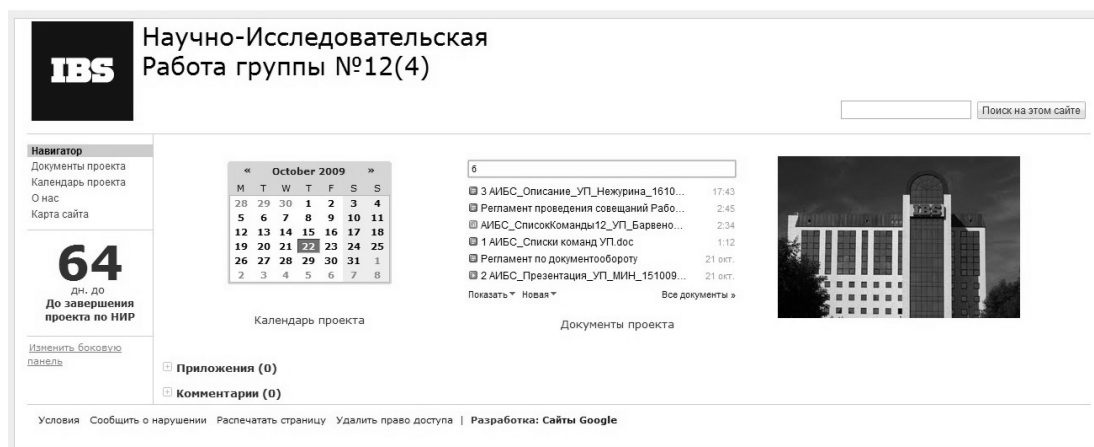 IBS
Научно-Исследовательская
Работа группы №12(4)
Поиск на этом сайте
Навигатор
Документы проекта
Календарь проекта
О нас
Карта сайта
64
дн. до
До завершения
проекта по НИР
Изменить боковую
панель
« October 2009 »
M T W T F S S
28 29 30 1 2 3 4
5 6 7 8 9 10 11
12 13 14 15 16 17 18
19 20 21 22 23 24 25
26 27 28 29 30 31 1
2 3 4 5 6 7 8
Календарь проекта
б
3 АИБС_Описание_УП_Нежурина_1610... 17:43
Регламент проведения совещаний Рабо... 2:45
АИБС_СписокКоманды12_УП_Барвено... 2:34
1 АИБС_Списки команд УП.doc 1:12
Регламент по документообороту 21 окт.
2 АИБС_Презентация_УП_МИН_151009... 21 окт.
Показать Новая Все документы »
Документы проекта
IBS
Приложения (0)
Комментарии (0)
Условия Сообщить о нарушении Распечатать страницу Удалить право доступа | Разработка: Сайты Google